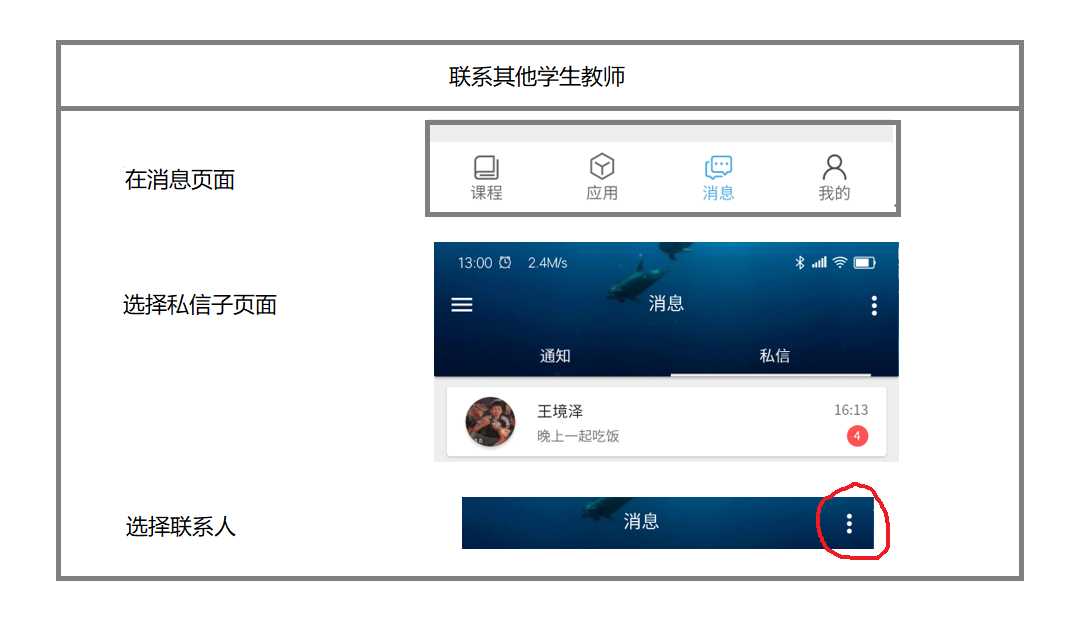 联系其他学生教师
在消息页面
课程 应用 消息 我的
13:00 2.4M/s
选择私信子页面
消息
通知 私信
王境泽 16:13
晚上一起吃饭 4
选择联系人
消息